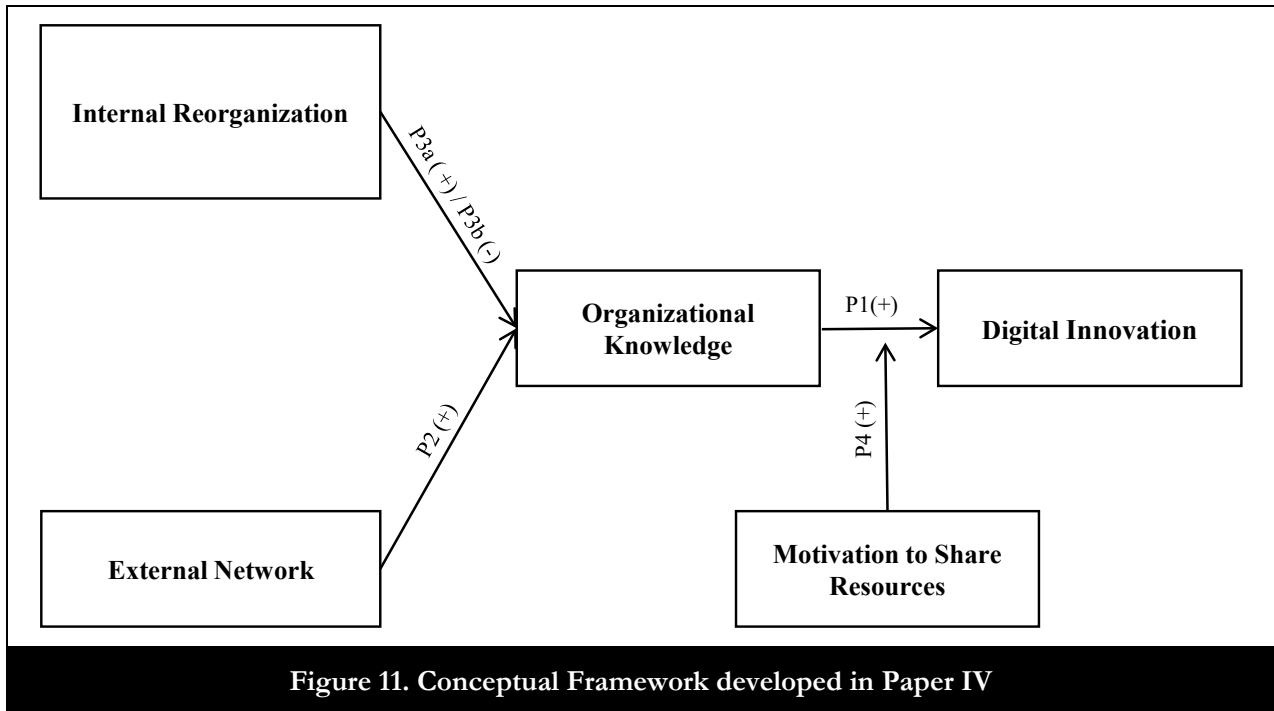 Internal Reorganization
P3a ( +) / P3b (-)
Organizational
Knowledge
P1(+)
Digital Innovation
P2 (+)
P4 (+)
External Network
Motivation to Share
Resources
Figure 11. Conceptual Framework developed in Paper IV